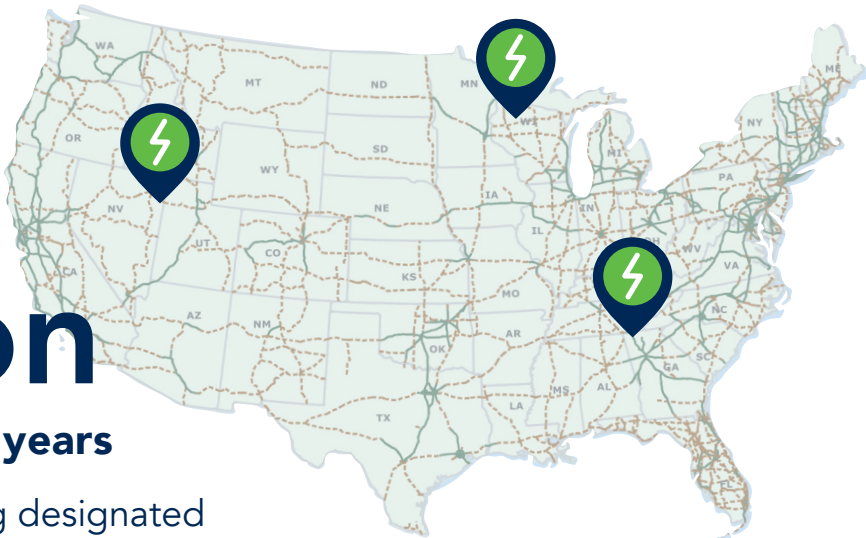 WA
ME
MT
ND
MN
OR
WI
NY
SD
MI
WY
PA
NE
IA
NV
IL
IN
OH
UT
CO
WV
CA
KS
VA
MO
AZ
NM
NC
OK
AR
SC
GA
MS
AL
LA
TX
FL
on
years
g designated